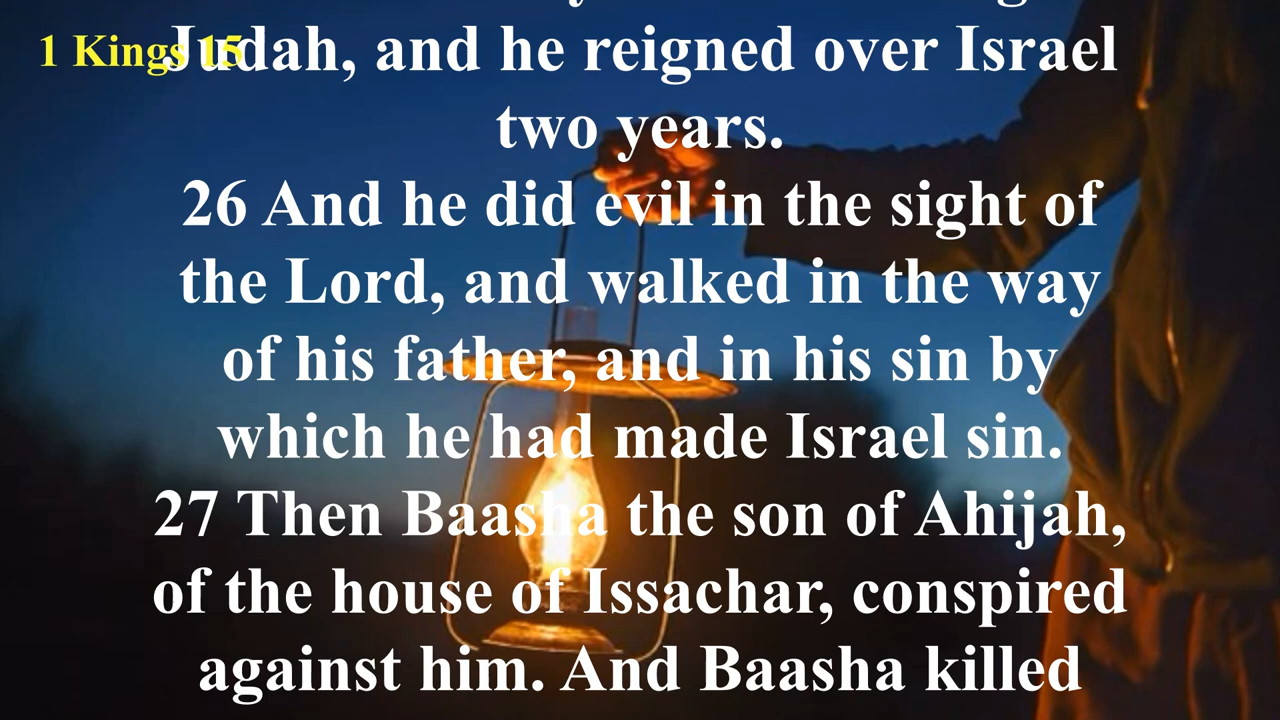 1 Kings 15
Judah, and he reigned over Israel
two years.
26 And he did evil in the sight of
the Lord, and walked in the way
of his father, and in his sin by
which he had made Israel sin.
27 Then Baasha the son of Ahijah,
of the house of Issachar, conspired
against him. And Baasha killed